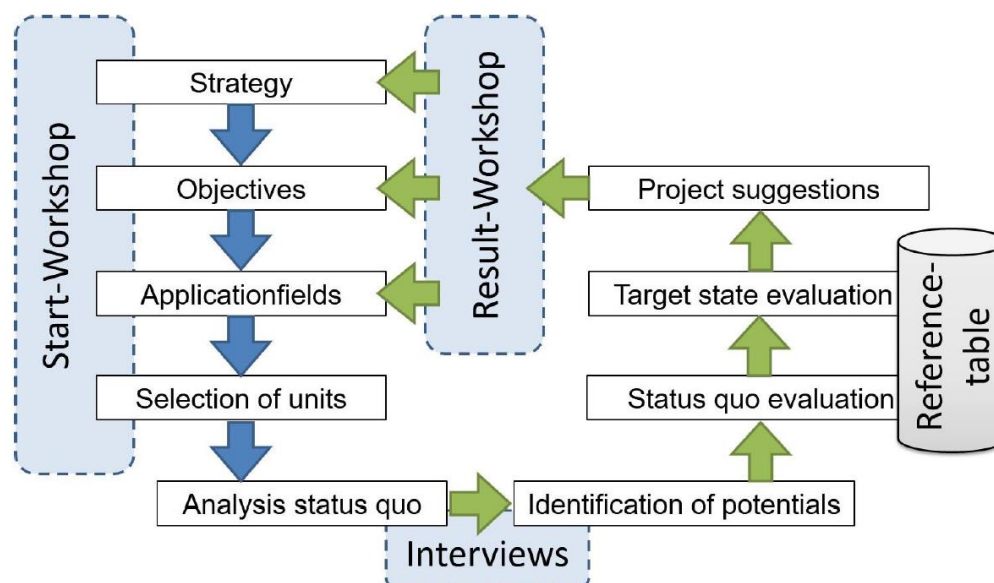 Start-Workshop
Strategy
Objectives
Applicationfields
Selection of units
Analysis status quo
Interviews
Identification of potentials
Status quo evaluation
Target state evaluation
Project suggestions
Reference-
table
Result-Workshop